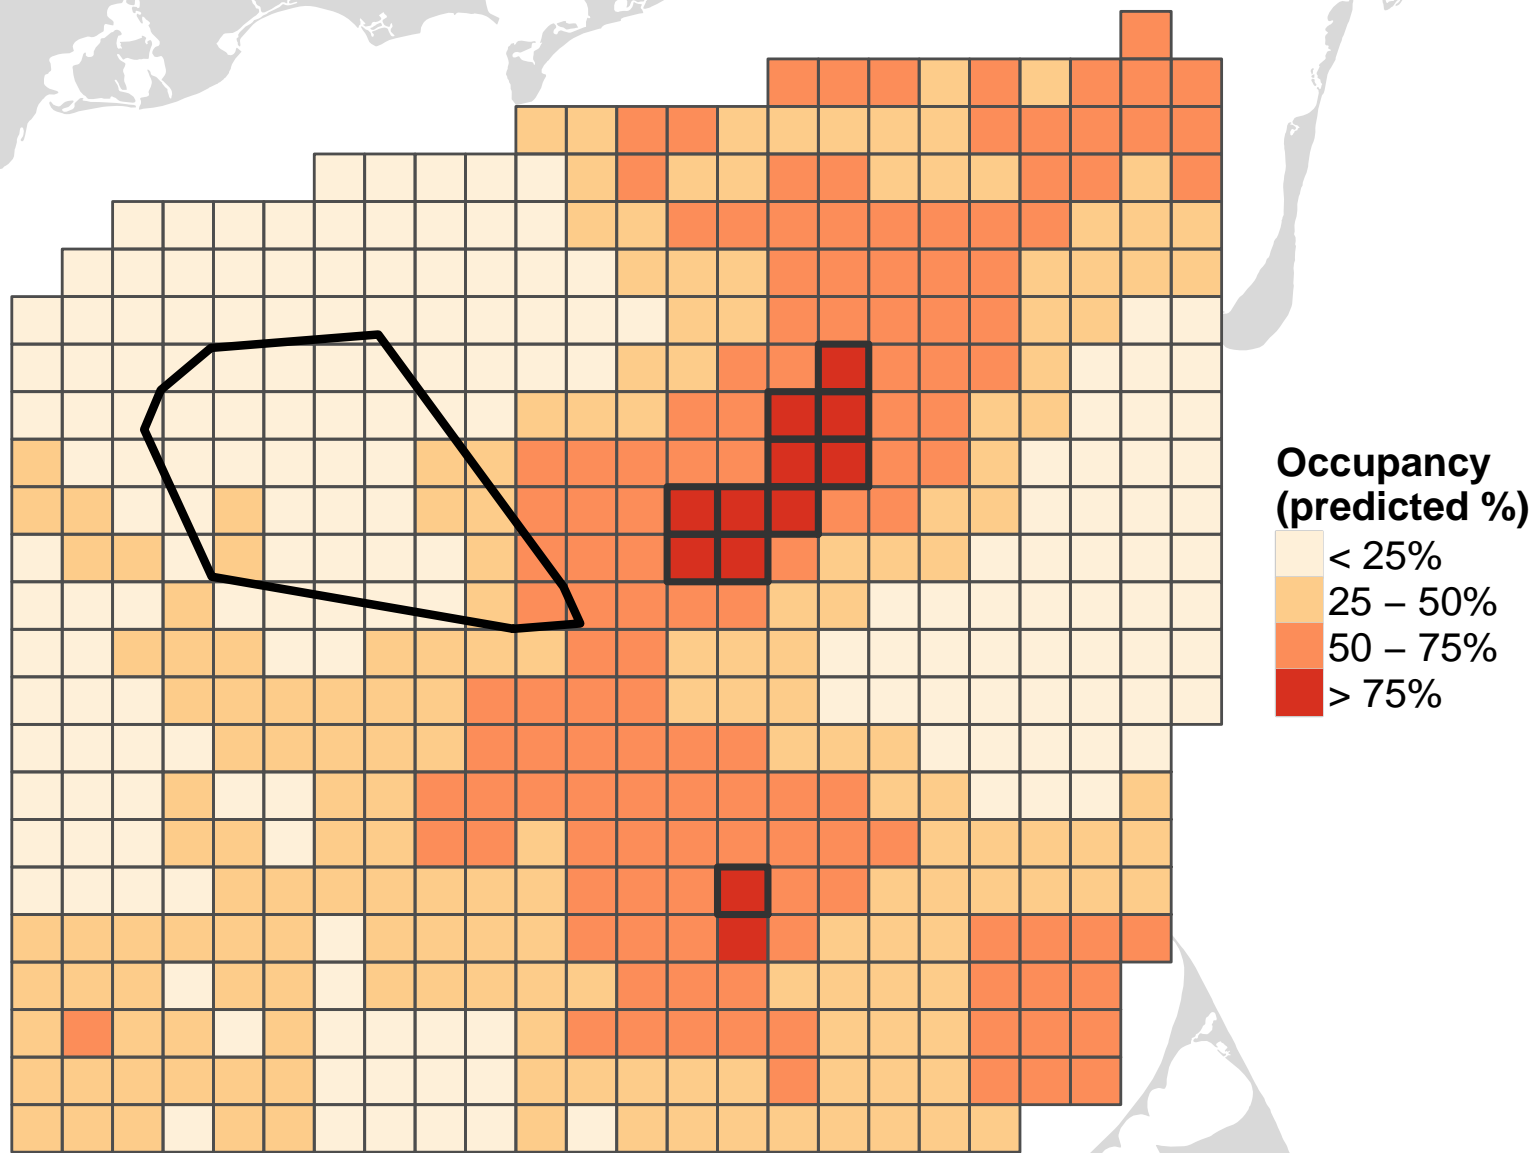 Occupancy
(predicted %)
< 25%
25 – 50%
50 – 75%
> 75%